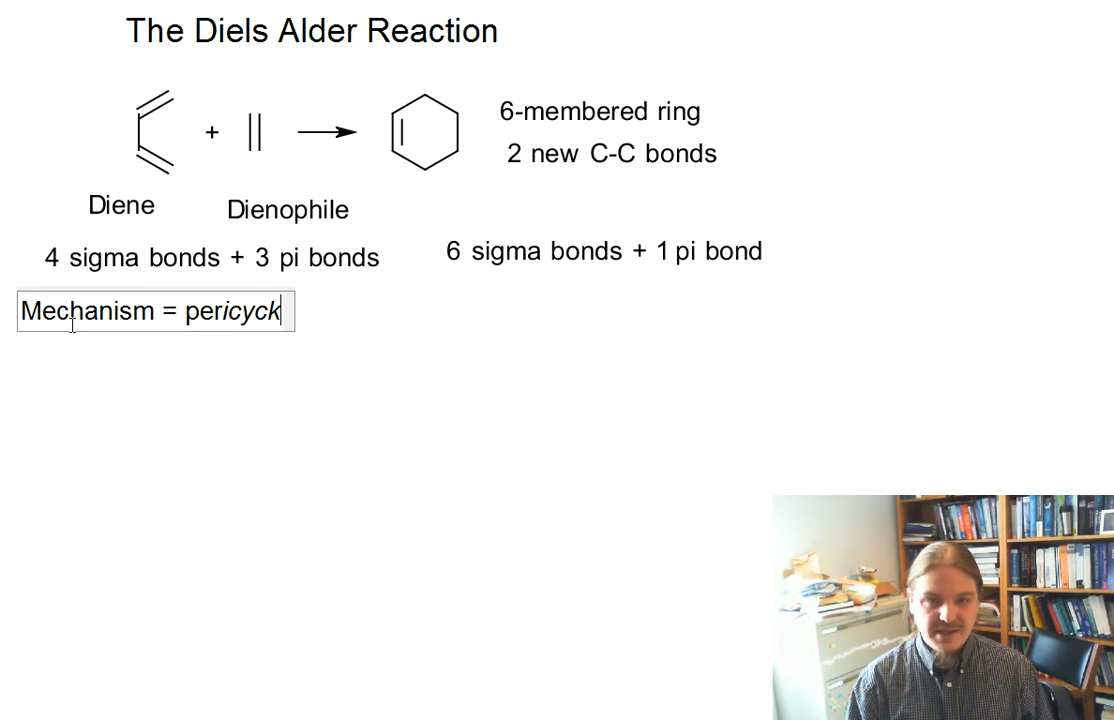 The Diels Alder Reaction
+
6-membered ring
2 new C-C bonds
Diene
Dienophile
4 sigma bonds + 3 pi bonds
6 sigma bonds + 1 pi bond
Mechanism = pericyck